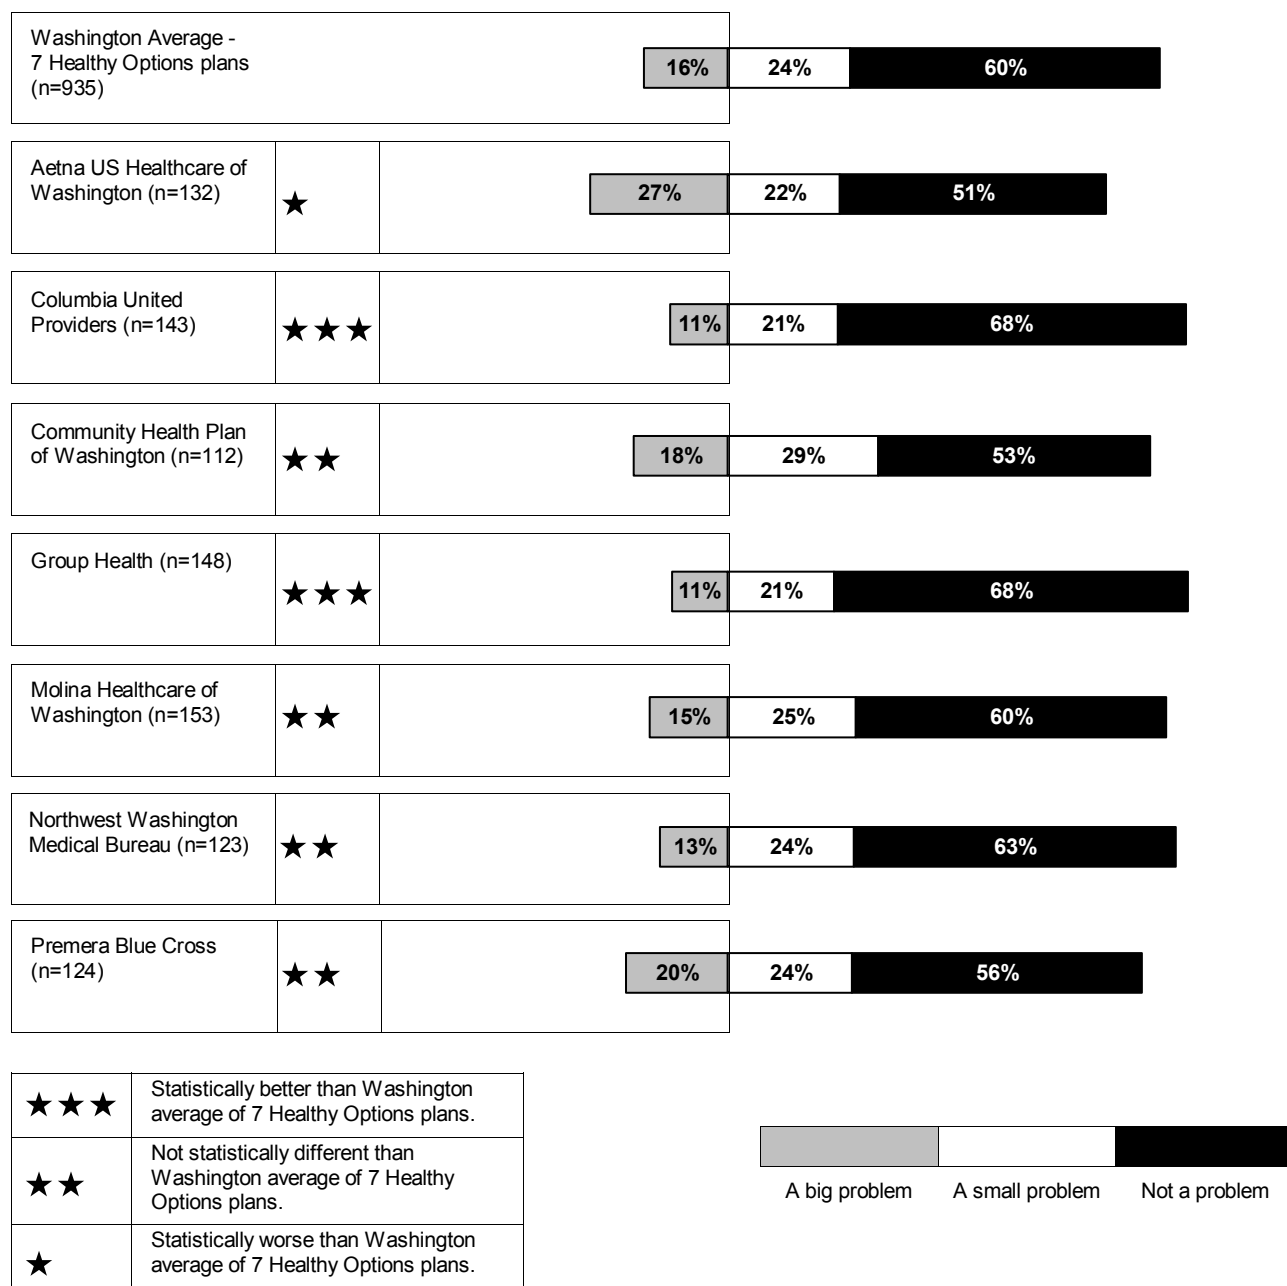 Washington Average -
7 Healthy Options plans
(n=935)
16% 24% 60%
Aetna US Healthcare of
Washington (n=132)
★
27% 22% 51%
Columbia United
Providers (n=143)
★★★
11% 21% 68%
Community Health Plan
of Washington (n=112)
★★
18% 29% 53%
Group Health (n=148)
★★★
11% 21% 68%
Molina Healthcare of
Washington (n=153)
★★
15% 25% 60%
Northwest Washington
Medical Bureau (n=123)
★★
13% 24% 63%
Premera Blue Cross
(n=124)
★★
20% 24% 56%
★★★
Statistically better than Washington
average of 7 Healthy Options plans.
★★
Not statistically different than
Washington average of 7 Healthy
Options plans.
★
Statistically worse than Washington
average of 7 Healthy Options plans.
A big problem A small problem Not a problem